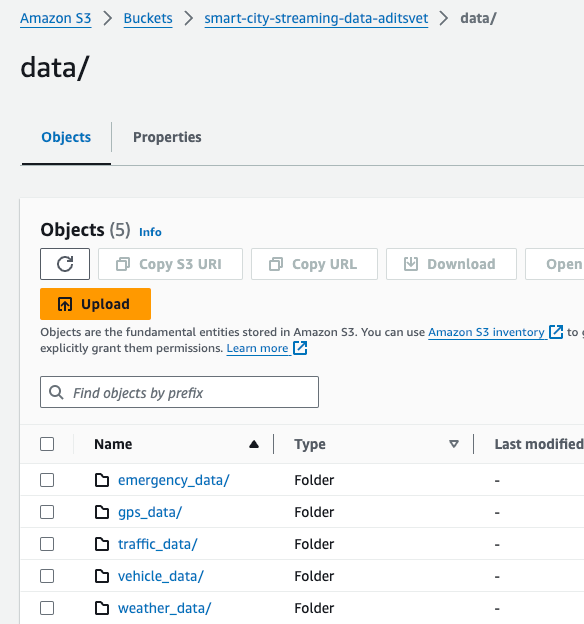 Amazon S3 > Buckets > smart-city-streaming-data-aditsvet > data/
data/
Objects Properties
Objects (5) Info
Copy S3 URI Copy URL Download Open
Upload
Objects are the fundamental entities stored in Amazon S3. You can use Amazon S3 inventory to
explicitly grant them permissions. Learn more
Find objects by prefix
Name Type Last modified
emergency_data/ Folder -
gps_data/ Folder -
traffic_data/ Folder -
vehicle_data/ Folder -
weather_data/ Folder -